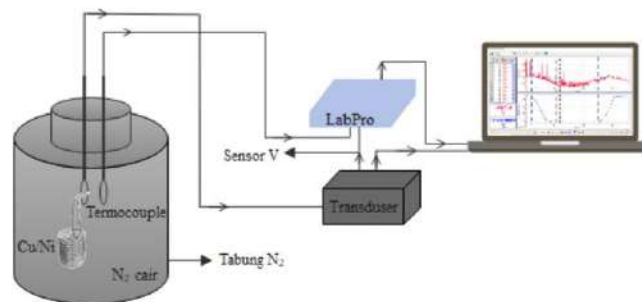 LabPro
Sensor V
Termocouple
Transduser
Cu/Ni
N₂ cair
Tabung N₂